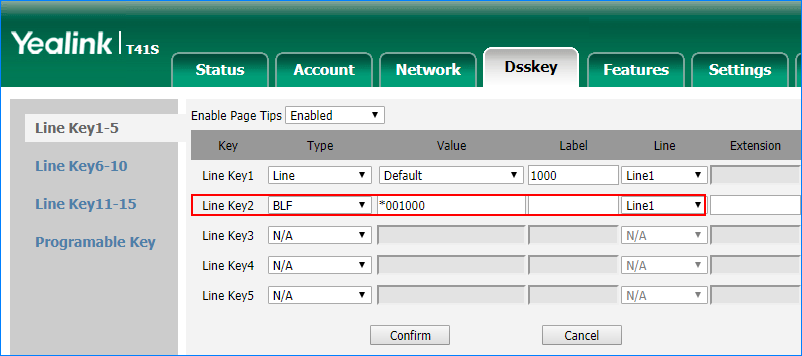 Yealink T41S
Status Account Network Dsskey Features Settings
Line Key1-5
Line Key6-10
Line Key11-15
Programable Key
Enable Page Tips Enabled
Key Type Value Label Line Extension
Line Key1 Line Default 1000 Line1
Line Key2 BLF *001000 Line1
Line Key3 N/A N/A
Line Key4 N/A N/A
Line Key5 N/A N/A
Confirm Cancel